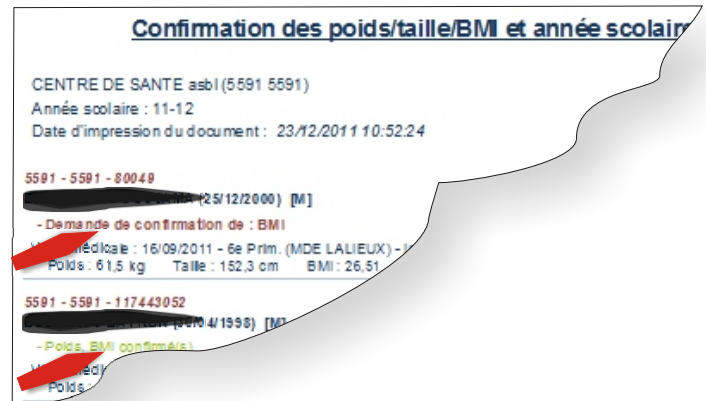 Confirmation des poids/taille/BMI et année scolair
CENTRE DE SANTE asbl (5591 5591)
Année scolaire : 11-12
Date d'impression du document : 23/12/2011 10:52:24
5591 - 5591 - 80049
(25/12/2000) [M]
- Demande de confirmation de : BMI
médicale : 16/09/2011 - 6e Prim. (MDE LALIEUX) -
Poids : 61,5 kg Taille : 152,3 cm BMI : 26,51
5591 - 5591 - 117443052
/04/1998) [M]
- Poids, BMI confirmé(s)
Poids :